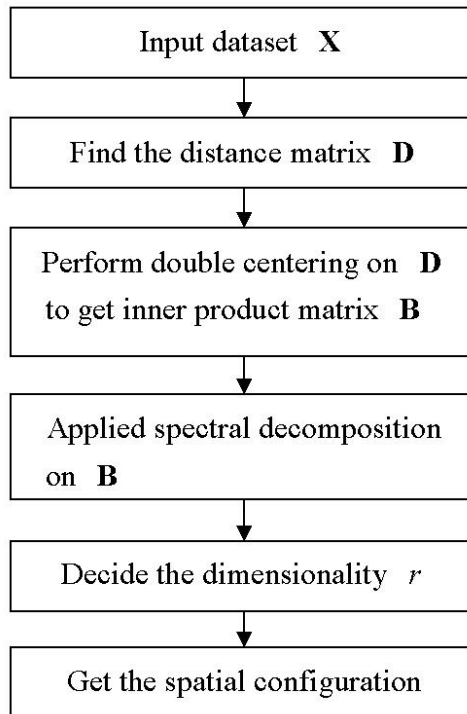 Input dataset X
Find the distance matrix D
Perform double centering on D
to get inner product matrix B
Applied spectral decomposition
on B
Decide the dimensionality r
Get the spatial configuration